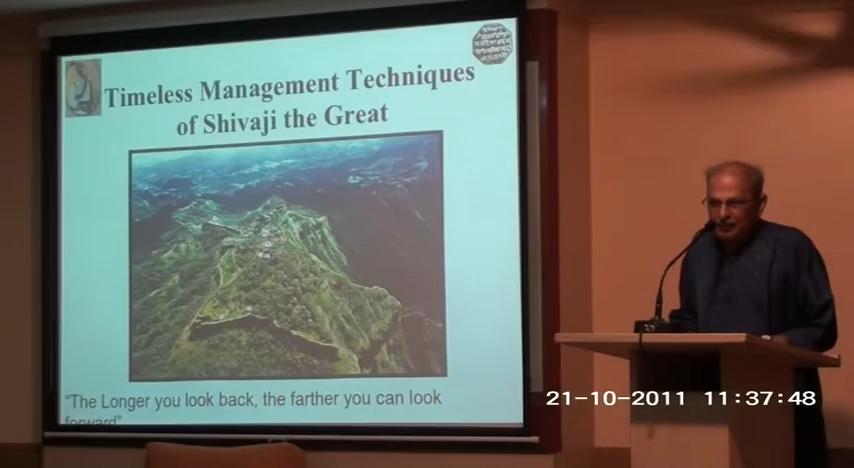 Timeless Management Techniques
of Shivaji the Great
"The Longer you look back, the farther you can look
forward"
21-10-2011 11:37:48